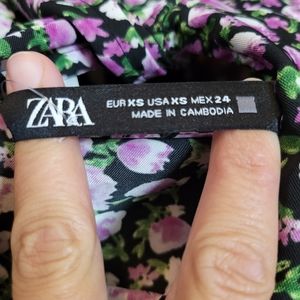 ZARA
EUR XS USA XS MEX 24
MADE IN CAMBODIA